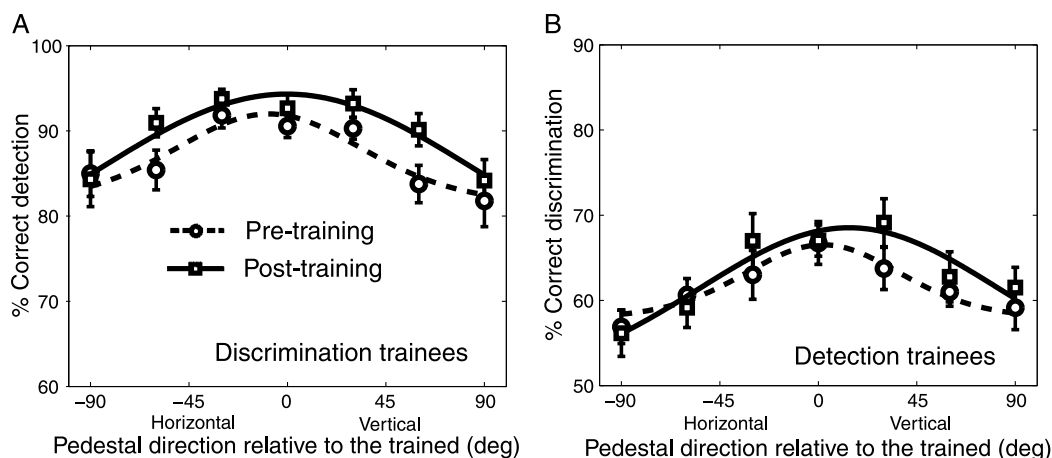 A
% Correct detection
100
90
80
70
60
Pre-training
Post-training
Discrimination trainees
−90 −45 0 45 90
Horizontal Vertical
Pedestal direction relative to the trained (deg)
B
% Correct discrimination
90
80
70
60
50
Detection trainees
−90 −45 0 45 90
Horizontal Vertical
Pedestal direction relative to the trained (deg)